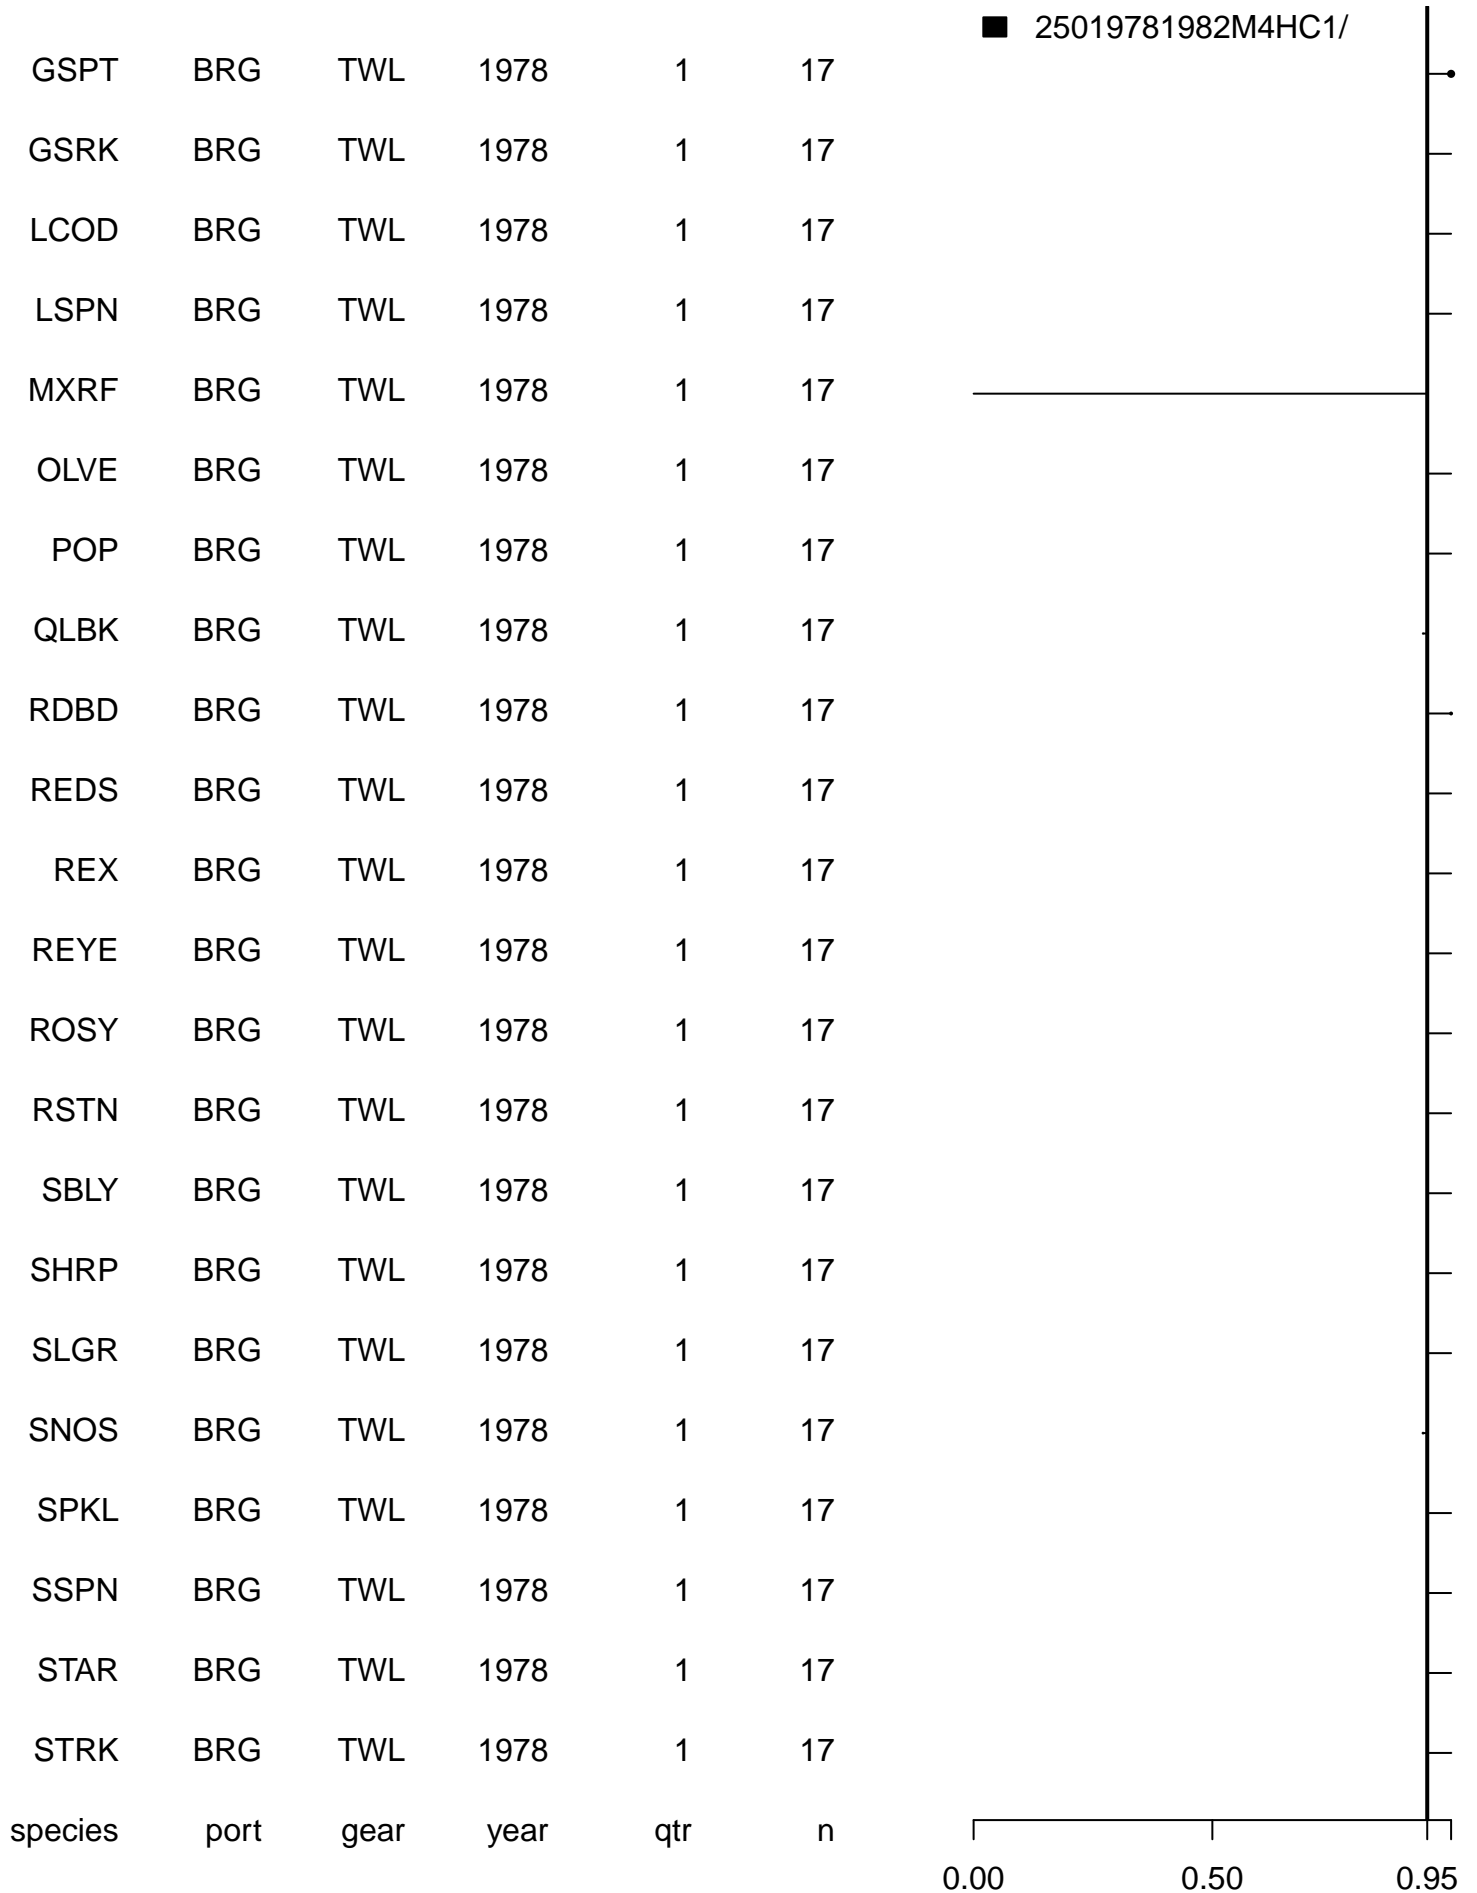 25019781982M4HC1/
GSPT BRG TWL 1978 1 17
GSRK BRG TWL 1978 1 17
LCOD BRG TWL 1978 1 17
LSPN BRG TWL 1978 1 17
MXRF BRG TWL 1978 1 17
OLVE BRG TWL 1978 1 17
POP BRG TWL 1978 1 17
QLBK BRG TWL 1978 1 17
RDBD BRG TWL 1978 1 17
REDS BRG TWL 1978 1 17
REX BRG TWL 1978 1 17
REYE BRG TWL 1978 1 17
ROSY BRG TWL 1978 1 17
RSTN BRG TWL 1978 1 17
SBLY BRG TWL 1978 1 17
SHRP BRG TWL 1978 1 17
SLGR BRG TWL 1978 1 17
SNOS BRG TWL 1978 1 17
SPKL BRG TWL 1978 1 17
SSPN BRG TWL 1978 1 17
STAR BRG TWL 1978 1 17
STRK BRG TWL 1978 1 17
species port gear year qtr n
0.00 0.50 0.95